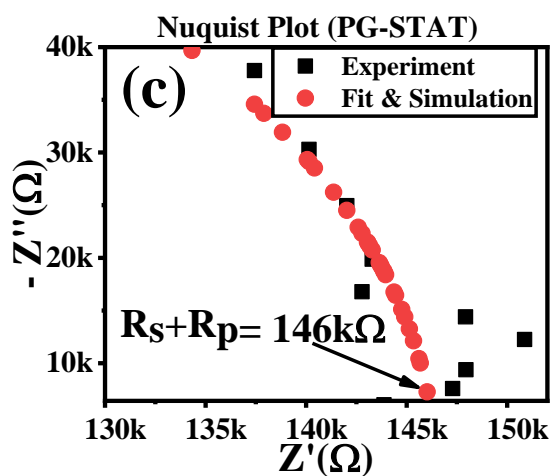 Nuquist Plot (PG-STAT)
40k
(c)
Experiment
Fit & Simulation
30k
- Z''(Ω)
20k
Rs+Rp= 146kΩ
10k
130k 135k 140k 145k 150k
Z'(Ω)